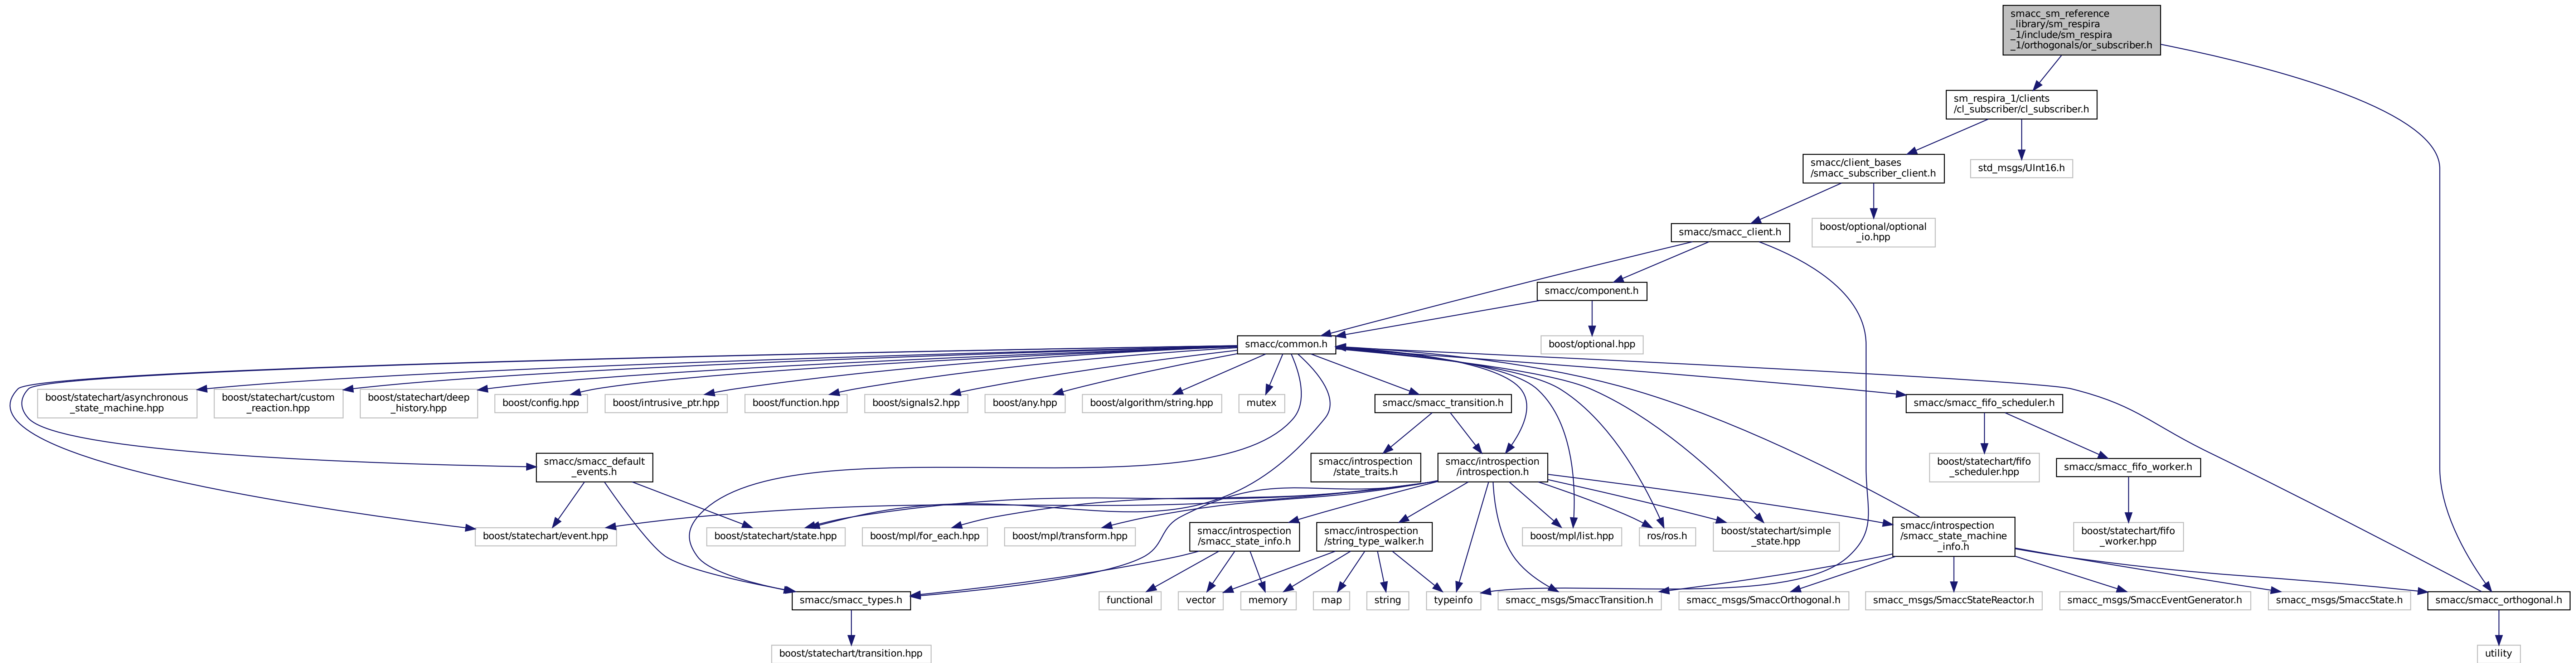 smacc_sm_reference
_library/sm_respira
_1/include/sm_respira
_1/orthogonals/or_subscriber.h
sm_respira_1/clients
/cl_subscriber/cl_subscriber.h
smacc/client_bases
/smacc_subscriber_client.h
std_msgs/UInt16.h
smacc/smacc_client.h
boost/optional/optional
_io.hpp
smacc/component.h
smacc/common.h
boost/optional.hpp
boost/statechart/asynchronous
_state_machine.hpp
boost/statechart/custom
_reaction.hpp
boost/statechart/deep
_history.hpp
boost/config.hpp
boost/intrusive_ptr.hpp
boost/function.hpp
boost/signals2.hpp
boost/any.hpp
boost/algorithm/string.hpp
mutex
smacc/smacc_transition.h
smacc/smacc_fifo_scheduler.h
smacc/smacc_default
_events.h
smacc/introspection
/state_traits.h
smacc/introspection
/introspection.h
boost/statechart/fifo
_scheduler.hpp
smacc/smacc_fifo_worker.h
boost/statechart/event.hpp
boost/statechart/state.hpp
boost/mpl/for_each.hpp
boost/mpl/transform.hpp
smacc/introspection
/smacc_state_info.h
smacc/introspection
/string_type_walker.h
boost/mpl/list.hpp
ros/ros.h
boost/statechart/simple
_state.hpp
smacc/introspection
/smacc_state_machine
_info.h
boost/statechart/fifo
_worker.hpp
smacc/smacc_types.h
functional
vector
memory
map
string
typeinfo
smacc_msgs/SmaccTransition.h
smacc_msgs/SmaccOrthogonal.h
smacc_msgs/SmaccStateReactor.h
smacc_msgs/SmaccEventGenerator.h
smacc_msgs/SmaccState.h
smacc/smacc_orthogonal.h
boost/statechart/transition.hpp
utility